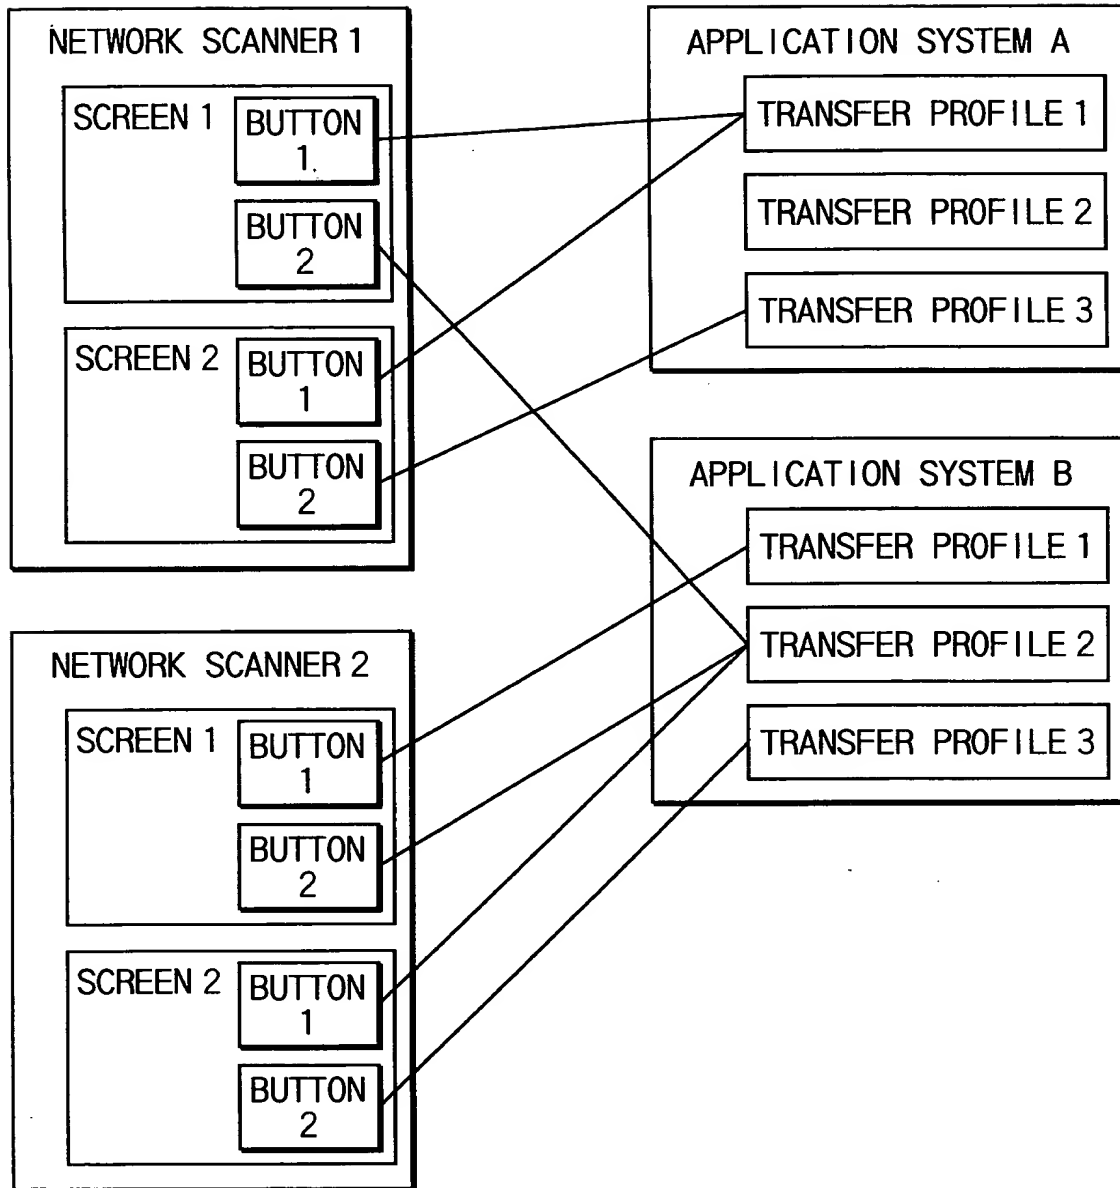 NETWORK SCANNER 1
SCREEN 1
BUTTON
1
BUTTON
2
SCREEN 2
BUTTON
1
BUTTON
2
NETWORK SCANNER 2
SCREEN 1
BUTTON
1
BUTTON
2
SCREEN 2
BUTTON
1
BUTTON
2
APPLICATION SYSTEM A
TRANSFER PROFILE 1
TRANSFER PROFILE 2
TRANSFER PROFILE 3
APPLICATION SYSTEM B
TRANSFER PROFILE 1
TRANSFER PROFILE 2
TRANSFER PROFILE 3